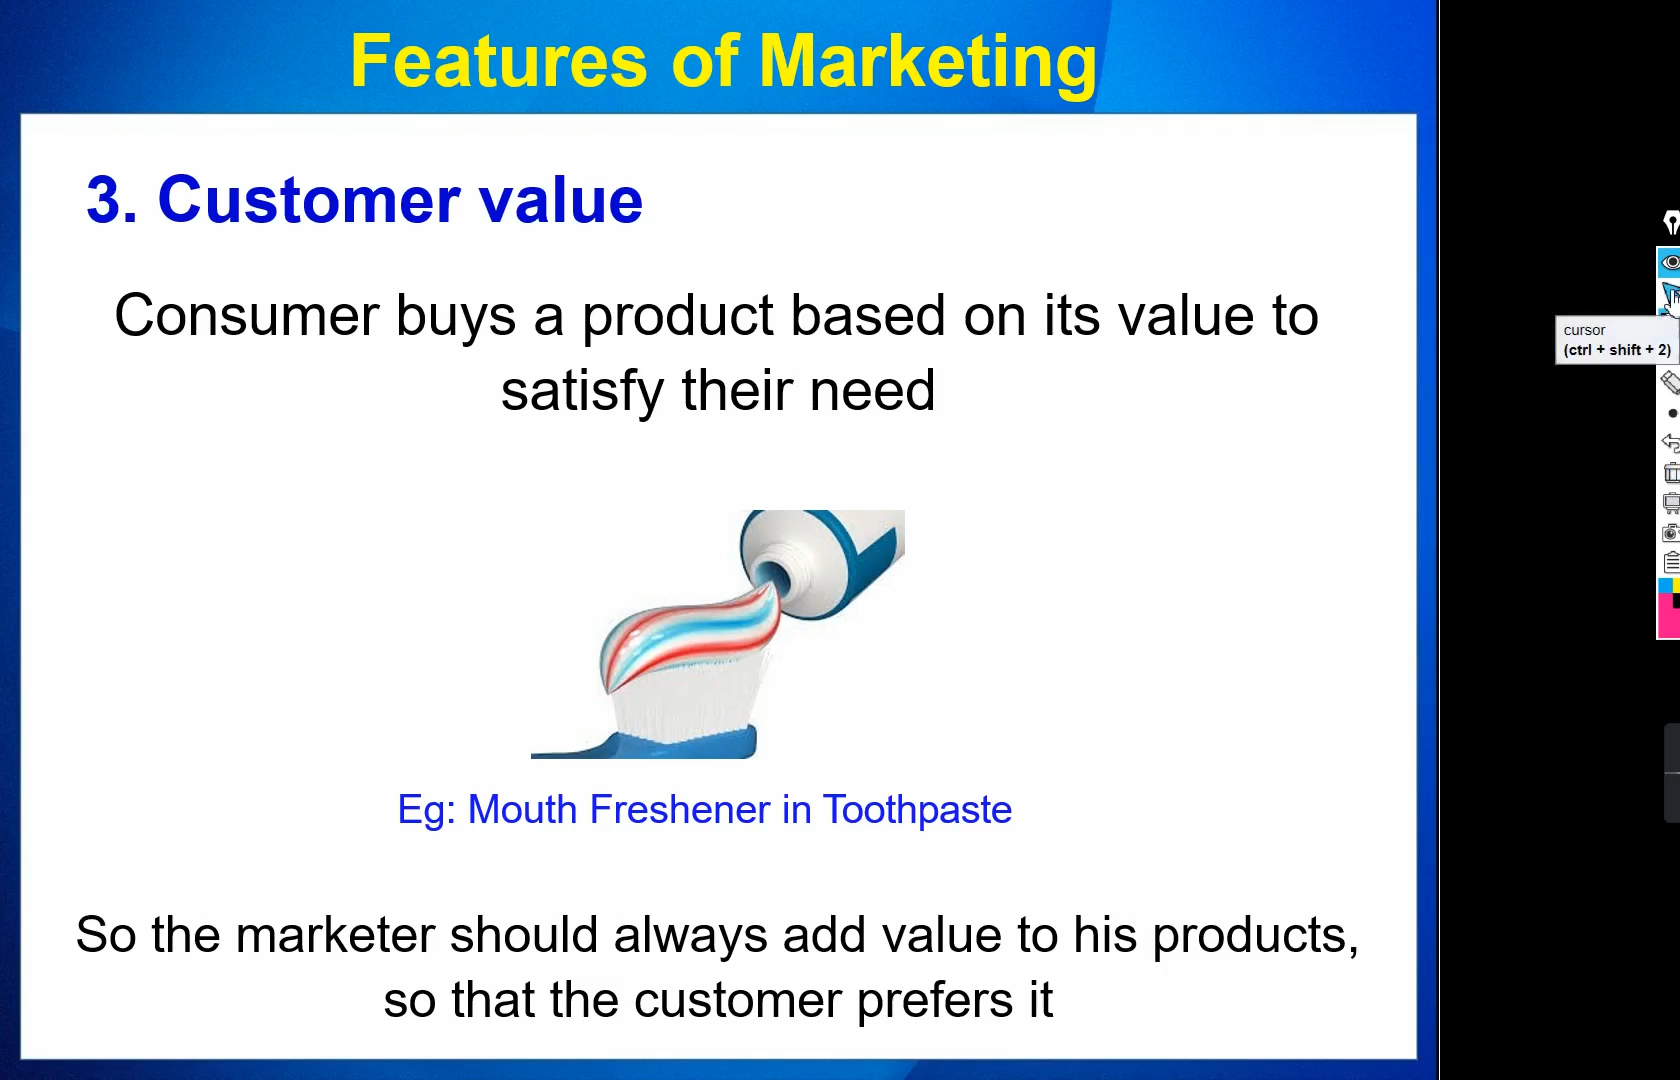 Features of Marketing
3. Customer value
Consumer buys a product based on its value to
satisfy their need
Eg: Mouth Freshener in Toothpaste
So the marketer should always add value to his products,
so that the customer prefers it
cursor
(ctrl + shift + 2)